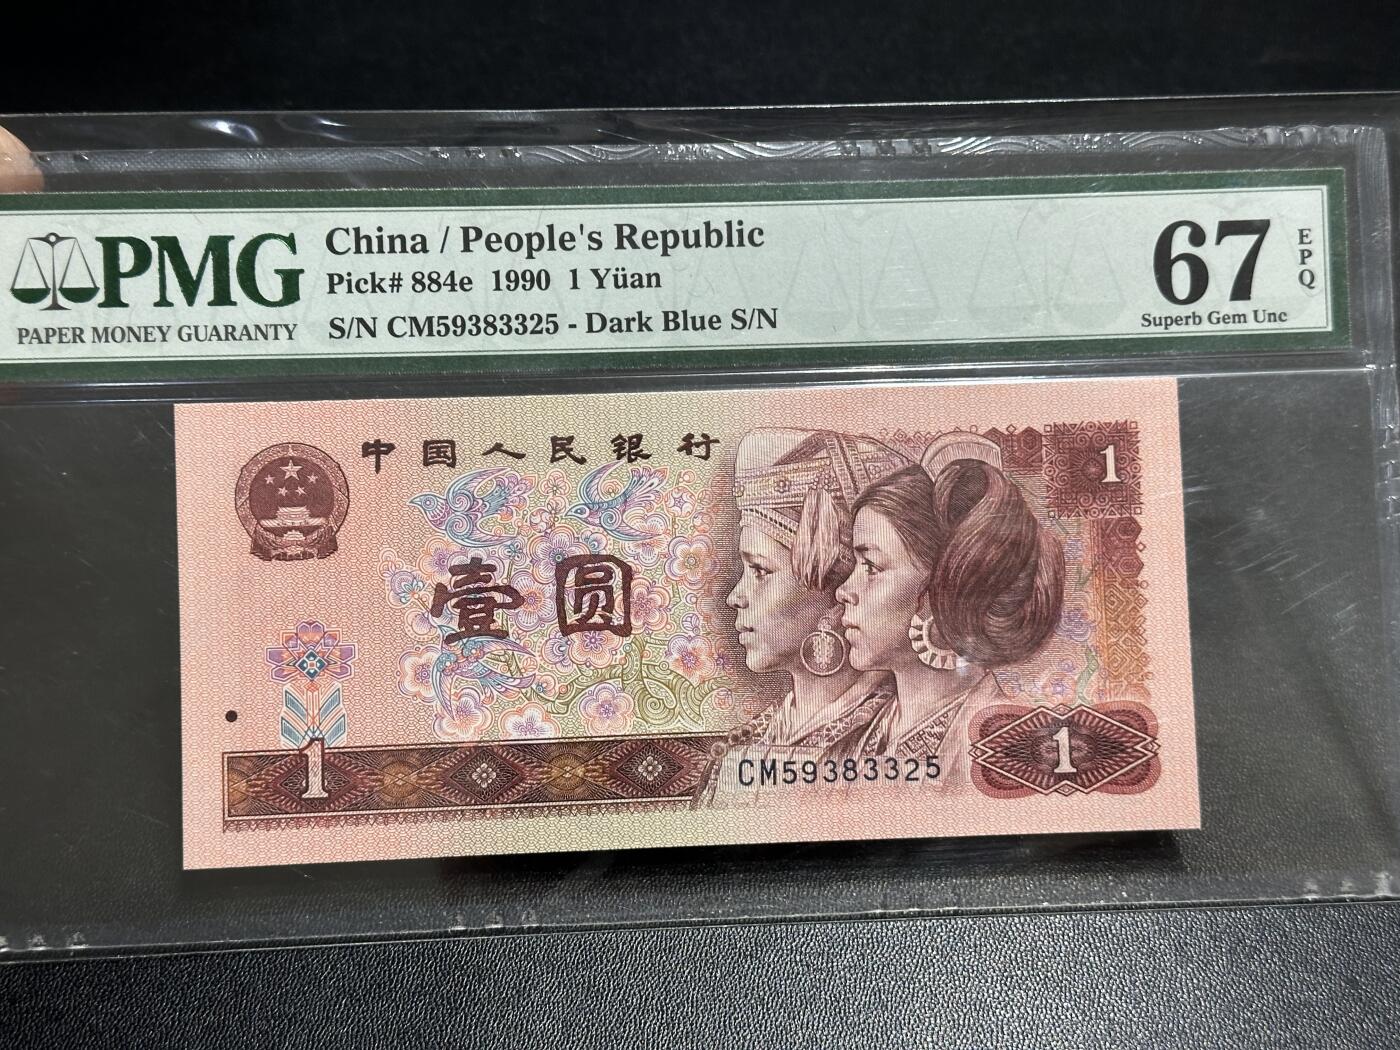 PMG
PAPER MONEY GUARANTY
China / People's Republic
Pick# 884e 1990 1 Yüan
S/N CM59383325 - Dark Blue S/N
67
EPQ
Superb Gem Unc
中国人民银行
1
壹圆
1
CM59383325
1